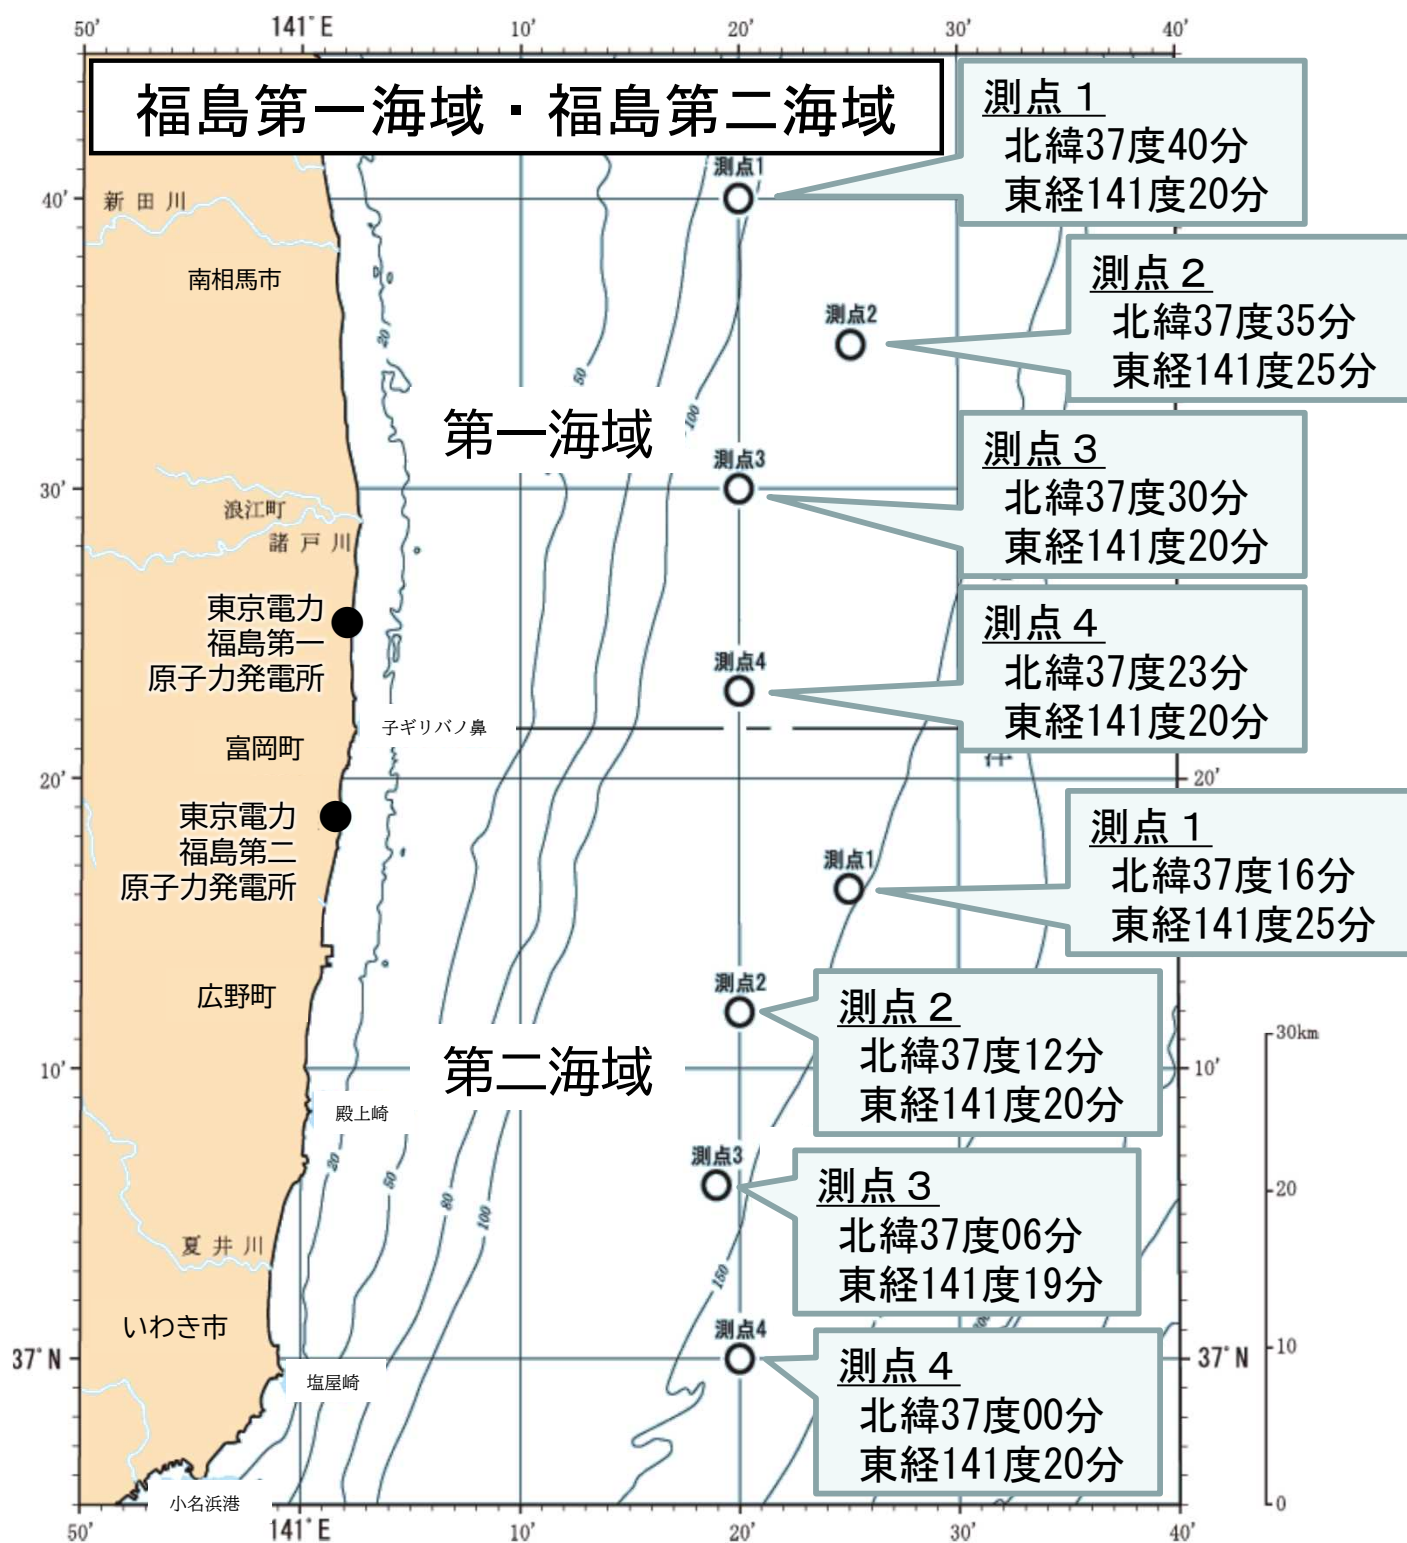 50′ 141°E 10′ 20′ 30′ 40′
福島第一海域・福島第二海域
測点１
北緯37度40分
東経141度20分
測点1
40′
新田川
南相馬市
測点２
北緯37度35分
東経141度25分
測点2
20
50
100
第一海域
測点３
北緯37度30分
東経141度20分
測点3
30′
浪江町
諸戸川
東京電力
福島第一
原子力発電所
測点４
北緯37度23分
東経141度20分
測点4
子ギリバノ鼻
富岡町
洋
20′ 20′
東京電力
福島第二
原子力発電所
測点１
北緯37度16分
東経141度25分
測点1
広野町
測点２
北緯37度12分
東経141度20分
測点2
30km
第二海域
10′ 10′
殿上崎
20
50
80
100
測点３
北緯37度06分
東経141度19分
測点3
20
夏井川
150
いわき市
測点４
北緯37度00分
東経141度20分
測点4
10
37°N 37°N
塩屋崎
小名浜港
0
50′ 141°E 10′ 20′ 30′ 40′